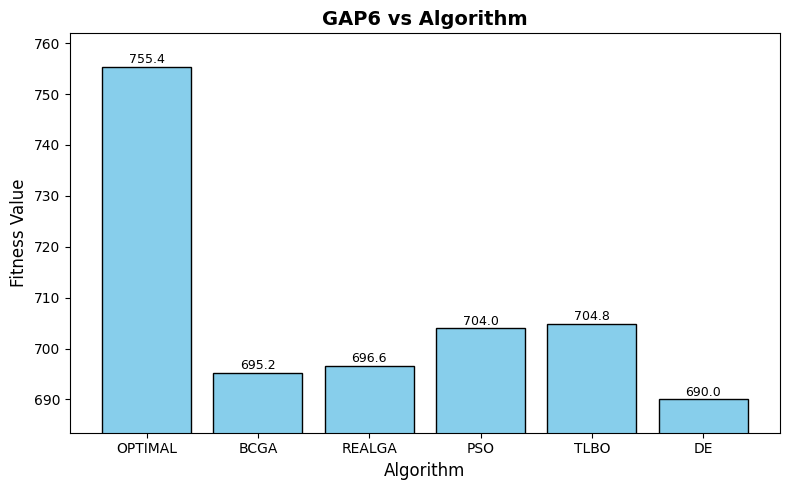 GAP6 vs Algorithm
Fitness Value
760
750
740
730
720
710
700
690
755.4
695.2
696.6
704.0
704.8
690.0
OPTIMAL
BCGA
REALGA
PSO
TLBO
DE
Algorithm